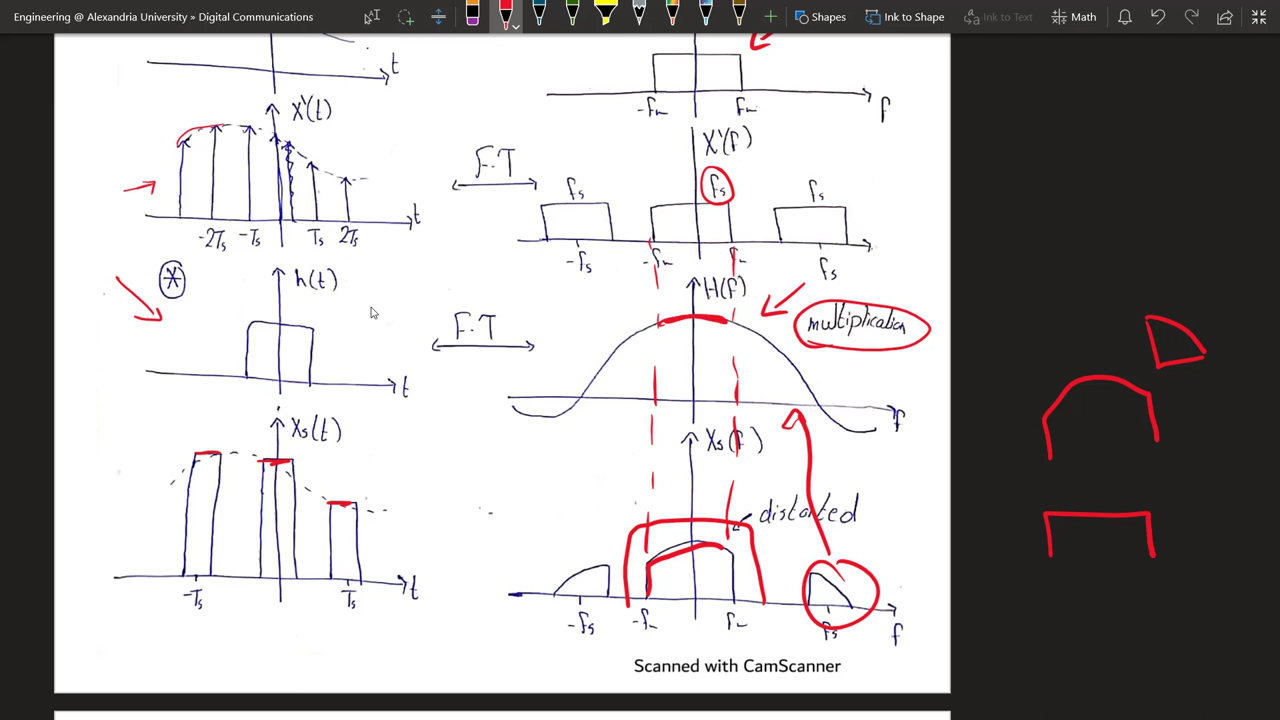 Engineering @ Alexandria University > Digital Communications
Shapes
Ink to Shape
Ink to Text
Math
t
-fm fm f
X'(t)
F.T
X'(f)
fs fs fs
-2Ts -Ts Ts 2Ts t
-fs -fm fm fs
* h(t)
H(f)
multiplication
F.T
t
f
Xs(t)
Xs(f)
distorted
-Ts Ts t
-fs -fm fm fs f
Scanned with CamScanner